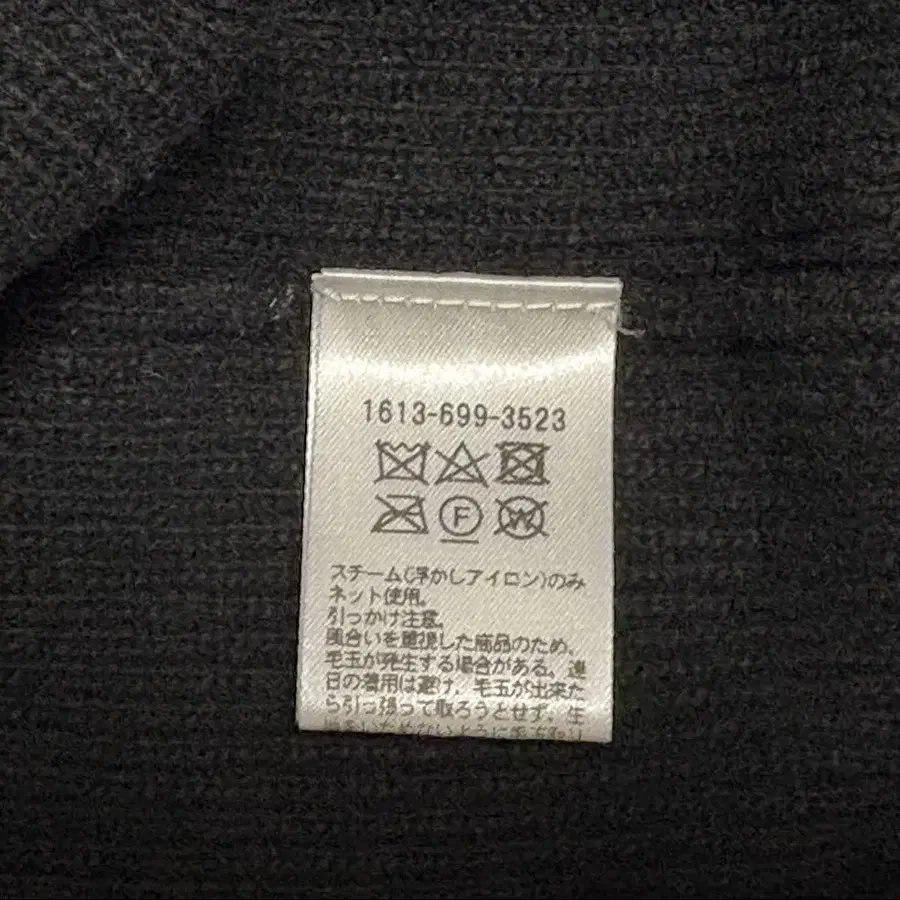 1613-699-3523
F
W
スチーム(浮かしアイロン)のみ
ネット使用。
引っかけ注意。
風合いを重視した商品のため、
毛玉が発生する場合がある。連
日の着用は避け、毛玉が出来た
ら引っ張って取ろうとせず、生